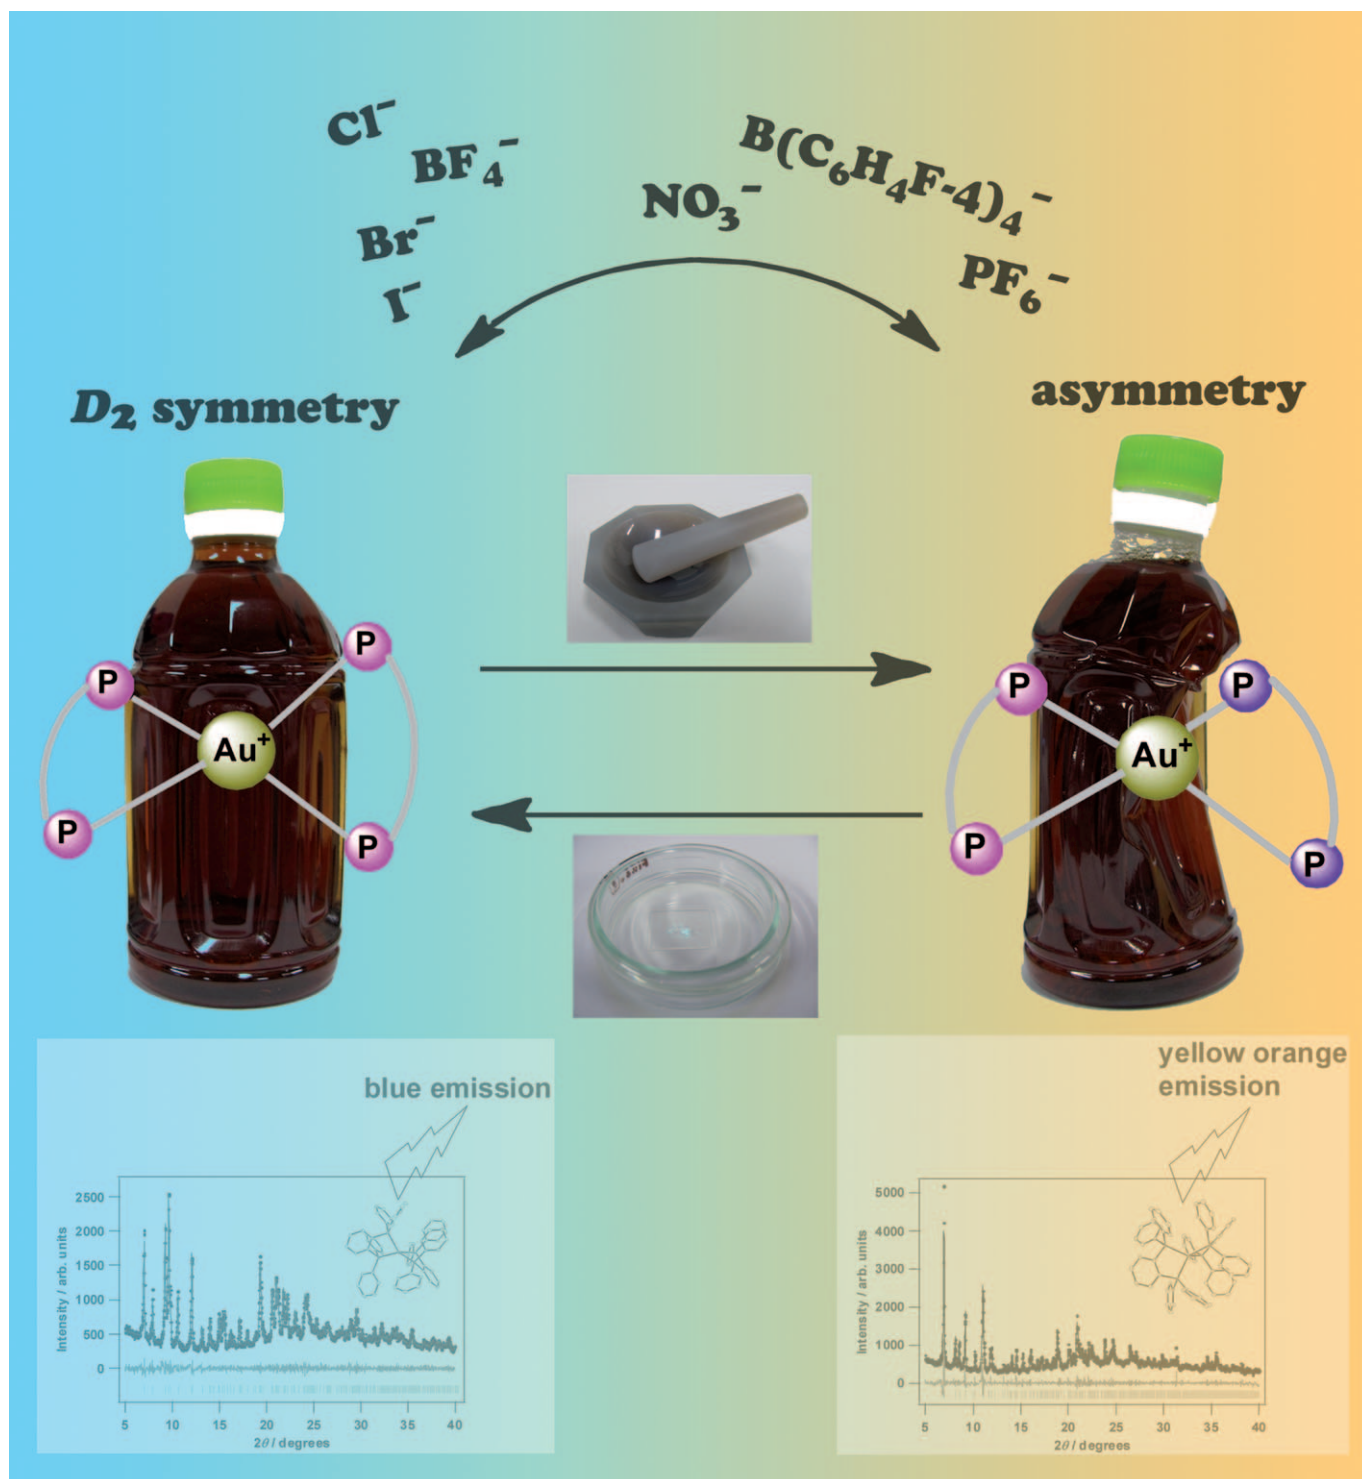 Cl⁻
BF₄⁻
B(C₆H₄F-4)₄⁻
NO₃⁻
Br⁻
PF₆⁻
I⁻
D₂ symmetry
asymmetry
P
P
Au⁺
P
P
P
P
Au⁺
P
P
blue emission
Intensity / arb. units
2500
2000
1500
1000
500
0
5
10
15
20
25
30
35
40
2θ / degrees
yellow orange
emission
Intensity / arb. units
5000
4000
3000
2000
1000
0
5
10
15
20
25
30
35
40
2θ / degrees